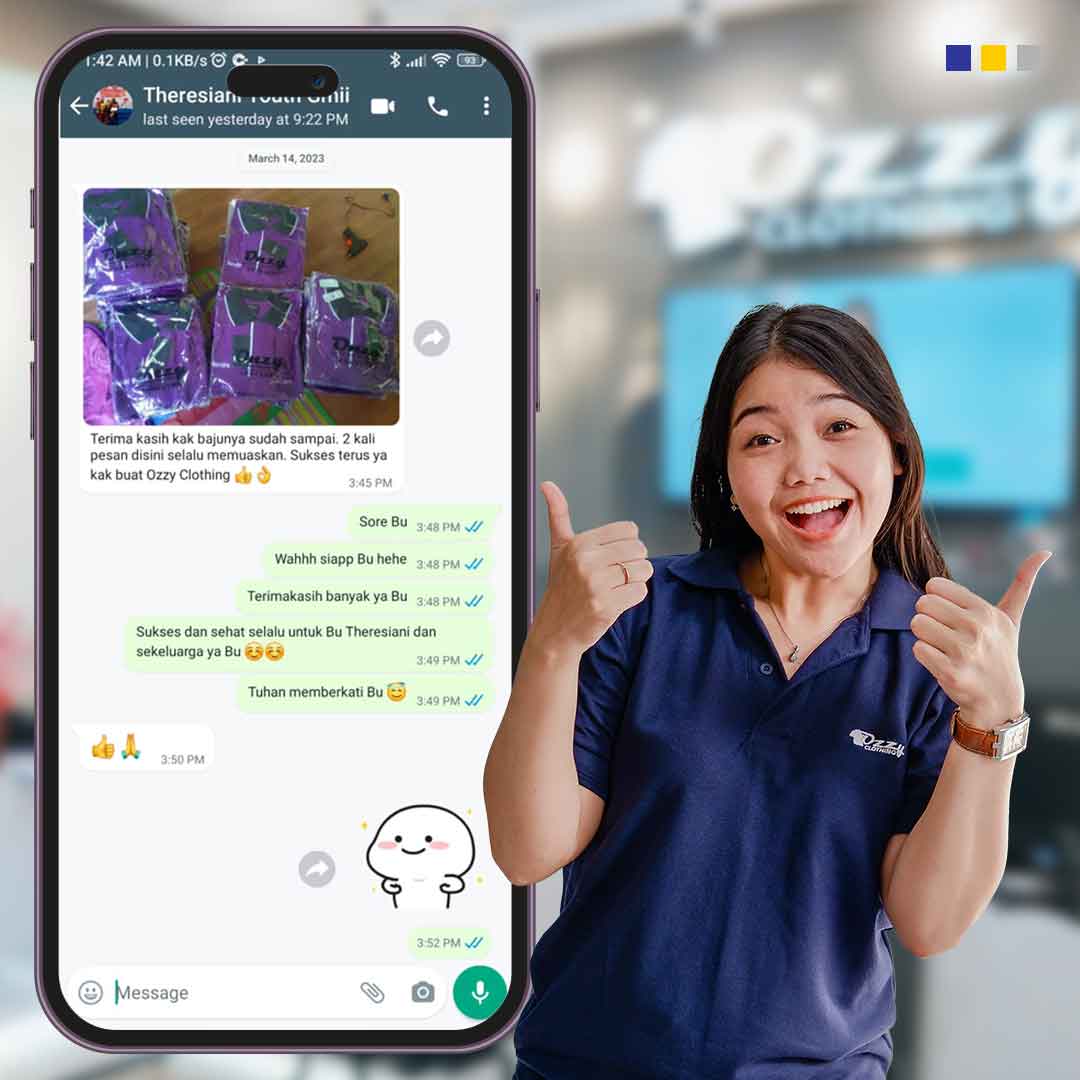 1:42 AM | 0.1KB/s
93
Theresiani Youth
last seen yesterday at 9:22 PM
March 14, 2023
Ozzy
Ozzy
Terima kasih kak bajunya sudah sampai. 2 kali
pesan disini selalu memuaskan. Sukses terus ya
kak buat Ozzy Clothing 👍👌
3:45 PM
Sore Bu 3:48 PM
Wahhh siapp Bu hehe 3:48 PM
Terimakasih banyak ya Bu 3:48 PM
Sukses dan sehat selalu untuk Bu Theresiani dan
sekeluarga ya Bu ☺️☺️
3:49 PM
Tuhan memberkati Bu 😇 3:49 PM
👍🙏 3:50 PM
3:52 PM
Message
Ozzy
CLOTHING
Ozzy
CLOTHING